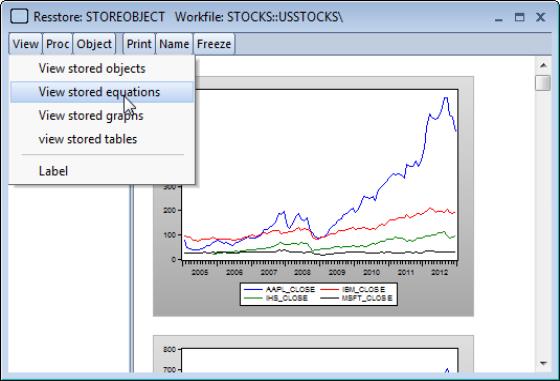 Resstore: STOREOBJECT Workfile: STOCKS::USSTOCKS\
View Proc Object Print Name Freeze
View stored objects
View stored equations
View stored graphs
view stored tables
Label
300
200
100
0
2005 2006 2007 2008 2009 2010 2011 2012
AAPL_CLOSE IBM_CLOSE
IHS_CLOSE MSFT_CLOSE
800
700